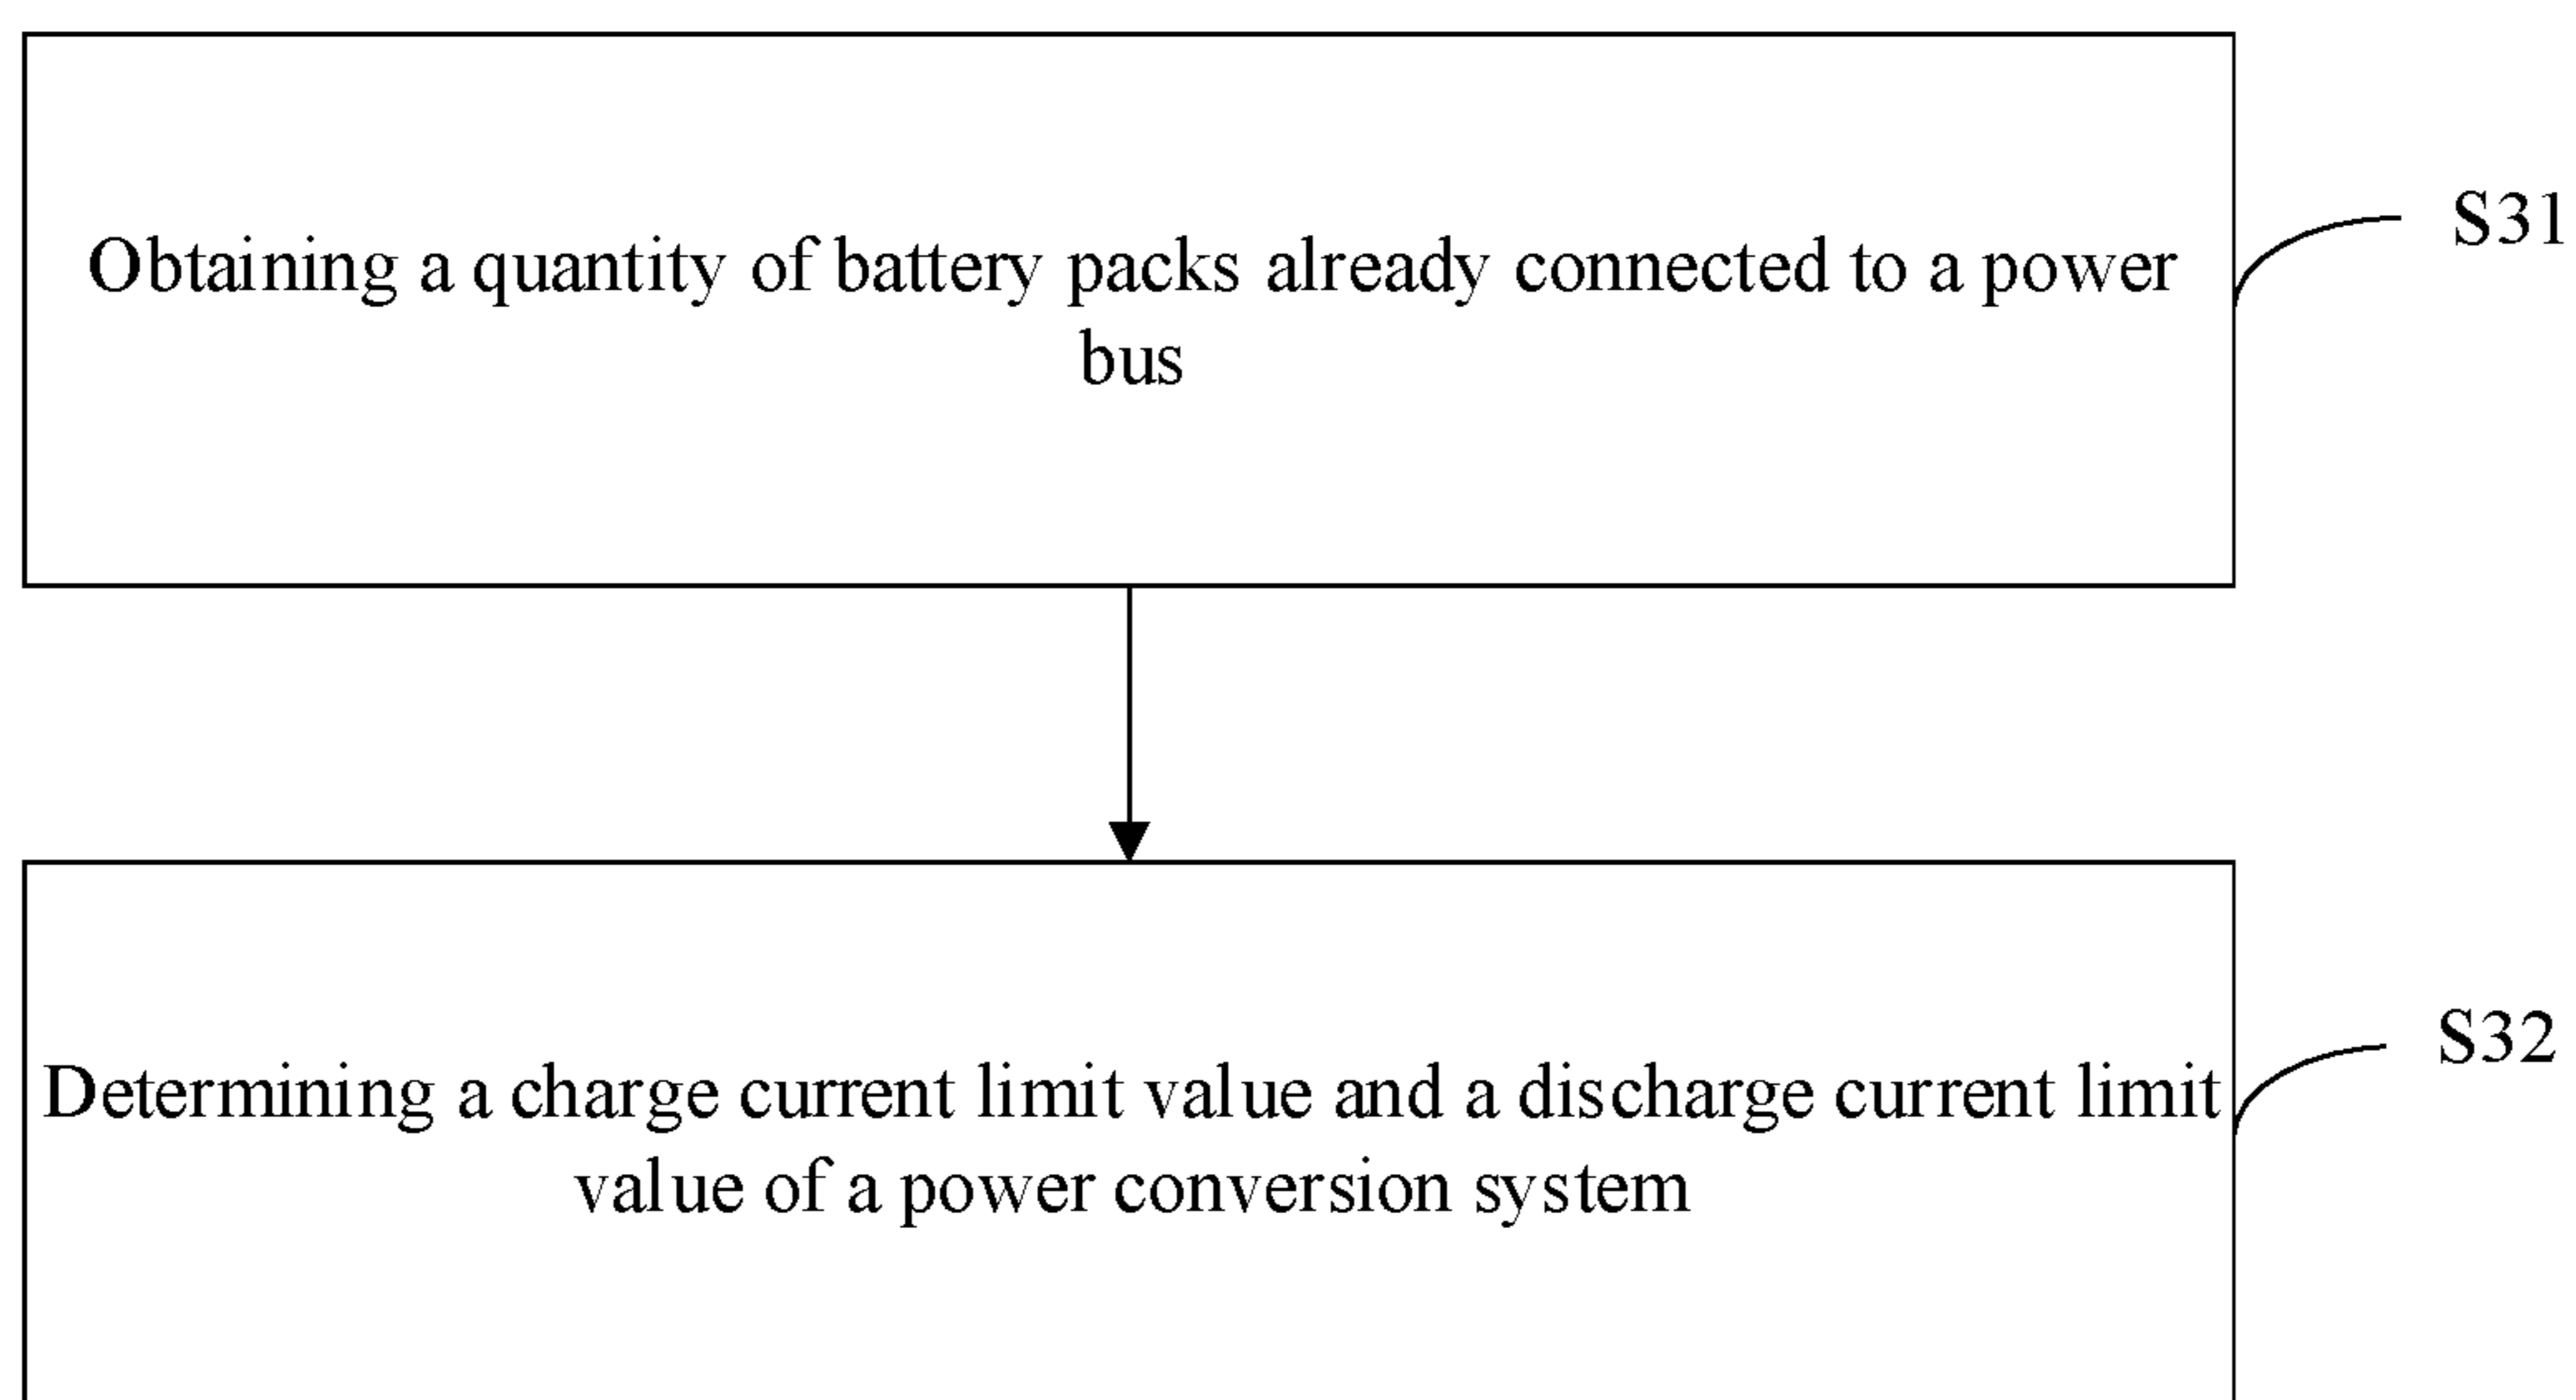 Obtaining a quantity of battery packs already connected to a power
bus
S31
Determining a charge current limit value and a discharge current limit
value of a power conversion system
S32